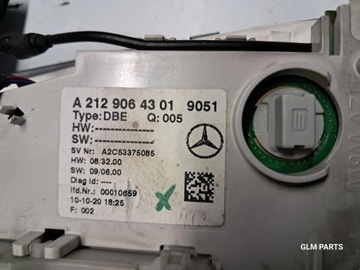 A 212 906 43 01 9051
Type: DBE Q: 005
HW:-----------------
SW:-----------------
SV Nr: A2C53375085
HW: 08/32.00
SW: 09/06.00
Diag id: ----
lfd.Nr.: 00010659
10-10-20 18:25
F: 002
GLM PARTS